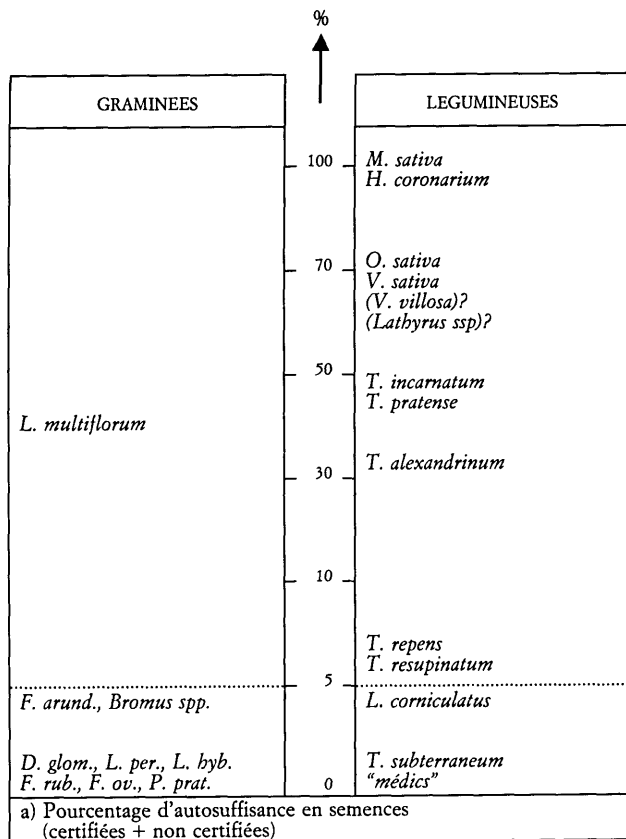 %
GRAMINEES
LEGUMINEUSES
100
M. sativa
H. coronarium
70
O. sativa
V. sativa
(V. villosa)?
(Lathyrus ssp)?
50
T. incarnatum
T. pratense
L. multiflorum
30
T. alexandrinum
10
T. repens
T. resupinatum
5
F. arund., Bromus spp.
L. corniculatus
D. glom., L. per., L. hyb.
T. subterraneum
F. rub., F. ov., P. prat.
0
"médics"
a) Pourcentage d'autosuffisance en semences
(certifiées + non certifiées)